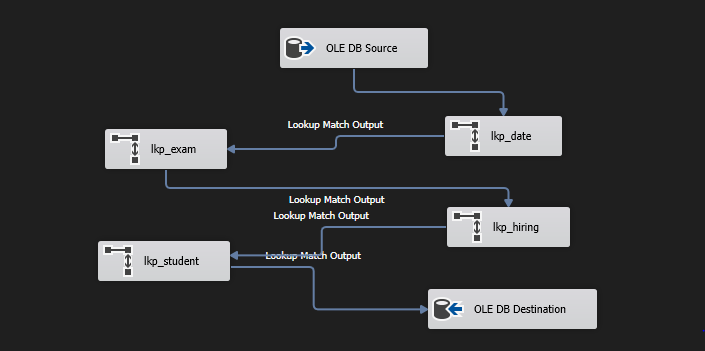 OLE DB Source
Lookup Match Output
lkp_date
lkp_exam
Lookup Match Output
Lookup Match Output
lkp_hiring
Lookup Match Output
lkp_student
OLE DB Destination